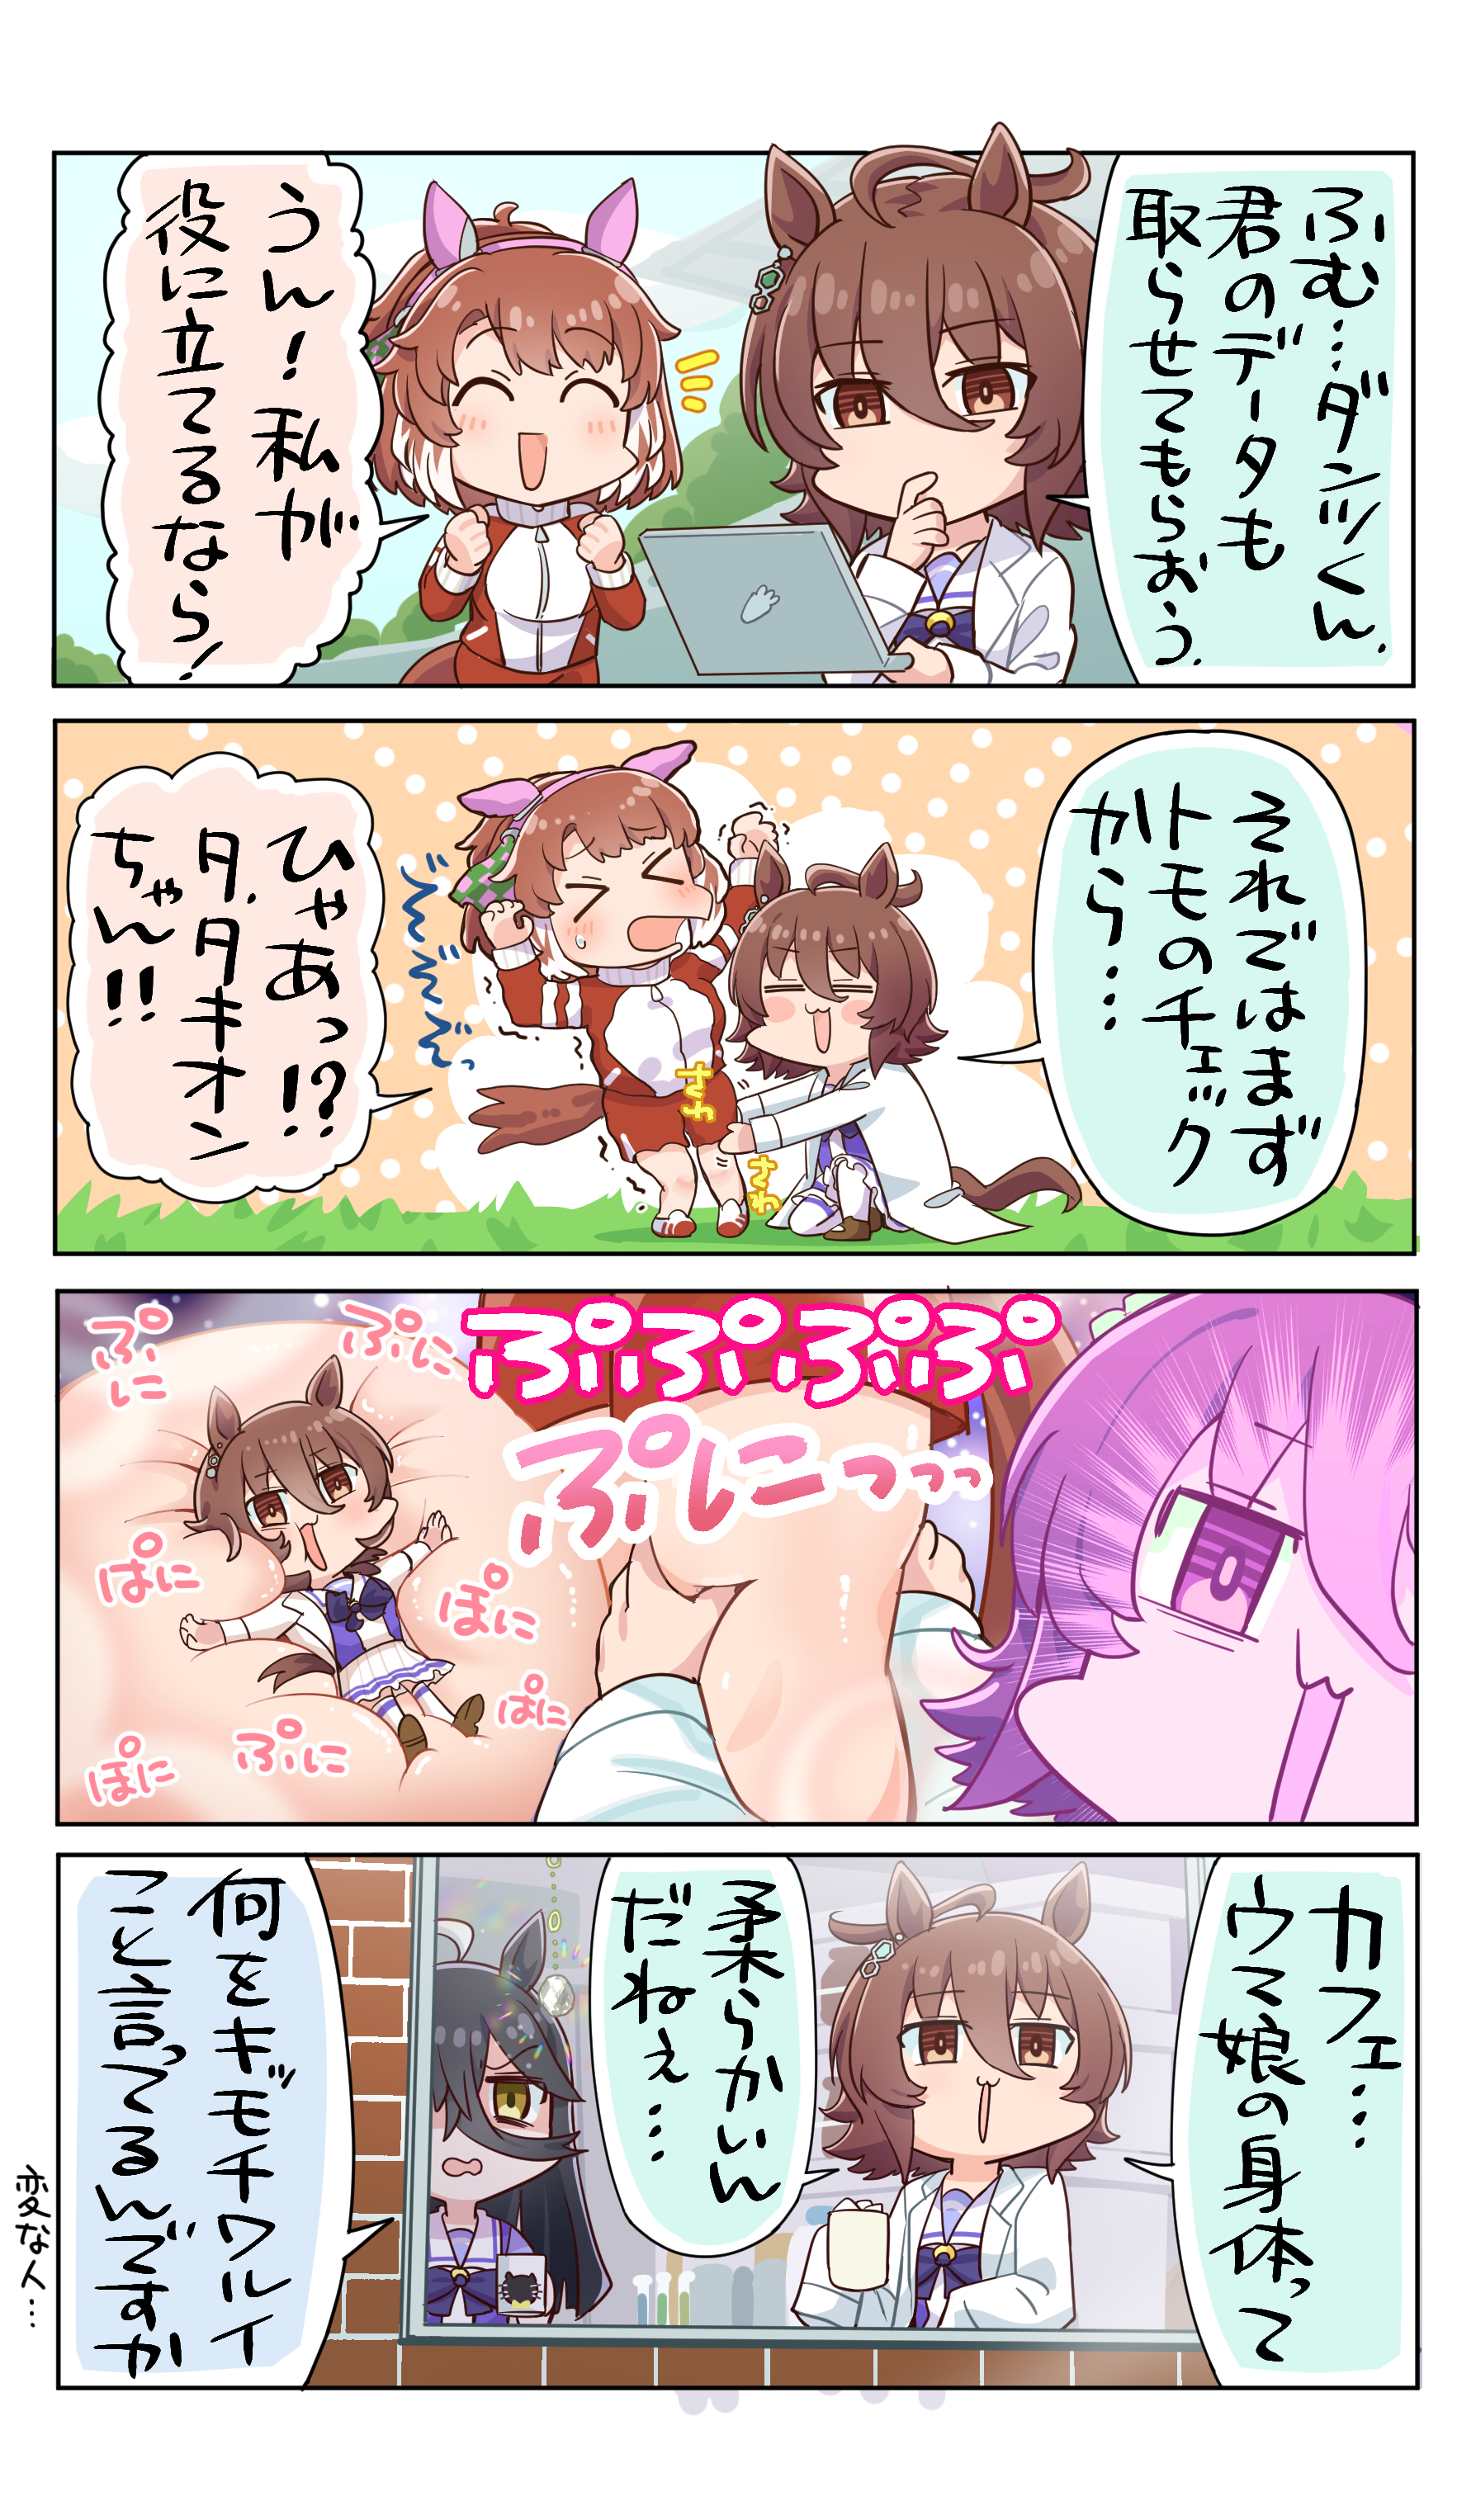 ふむ…ダンツくん、
君のデータも
取らせてもらおう。
うん！私が
役に立てるなら！
それではまず
トモのチェック
から…
さわ
さわ
ひゃあっ!?
タ、タキオン
ちゃん!!
ぷぷぷぷ
ぷにっっっ
ぷに
ぷに
ぱに
ぽに
ぱに
ぷに
ぽに
カフェ…
ウマ娘の身体って
柔らかいん
だねぇ…
何をキモチワルイ
こと言ってるんですか
変な人…